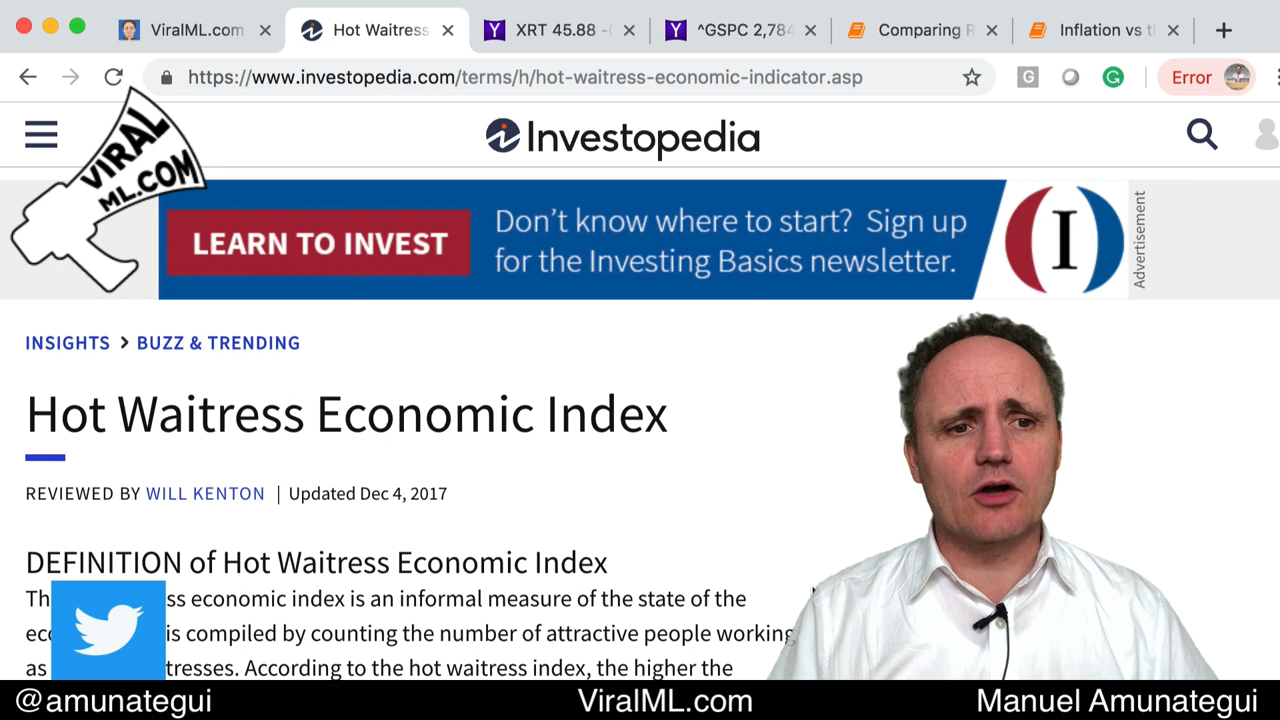 ViralML.com
Hot Waitress
XRT 45.88
^GSPC 2,784
Comparing R
Inflation vs t
https://www.investopedia.com/terms/h/hot-waitress-economic-indicator.asp
G
G
Error
VIRAL
ML.COM
Investopedia
LEARN TO INVEST
Don't know where to start? Sign up
for the Investing Basics newsletter.
I
Advertisement
INSIGHTS > BUZZ & TRENDING
Hot Waitress Economic Index
REVIEWED BY WILL KENTON | Updated Dec 4, 2017
DEFINITION of Hot Waitress Economic Index
Th ss economic index is an informal measure of the state of the
ec is compiled by counting the number of attractive people working
as tresses. According to the hot waitress index, the higher the
@amunategui
ViralML.com
Manuel Amunategui